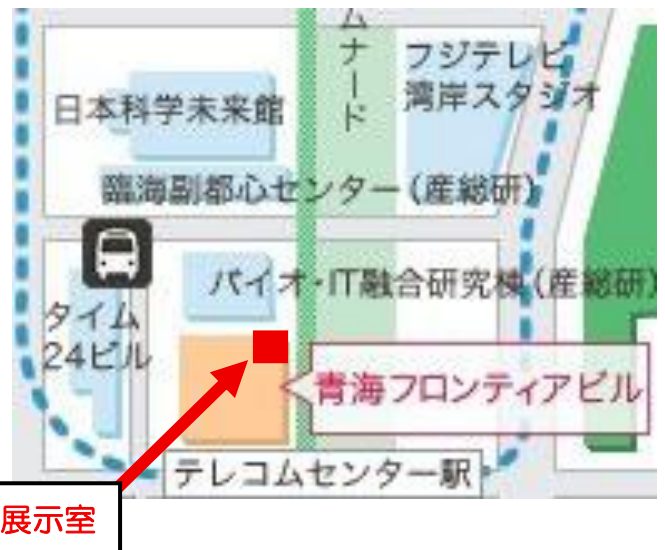 ムナード
フジテレビ
湾岸スタジオ
日本科学未来館
臨海副都心センター(産総研)
バイオ・IT融合研究棟(産総研)
タイム
24ビル
青海フロンティアビル
テレコムセンター駅
展示室